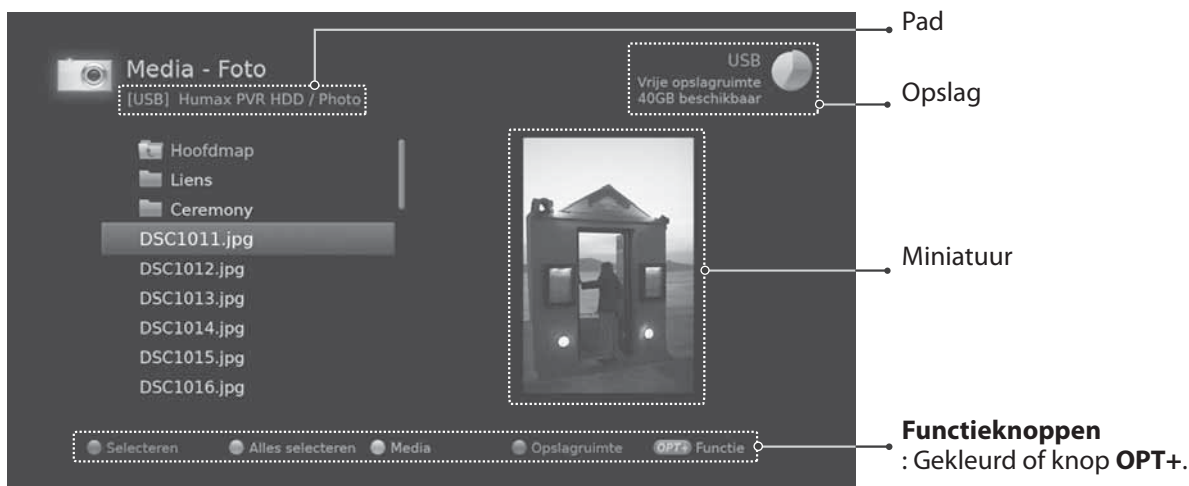 Pad
Media - Foto
[USB] Humax PVR HDD / Photo
USB
Vrije opslagruimte
40GB beschikbaar
Opslag
Hoofdmap
Liens
Ceremony
DSC1011.jpg
DSC1012.jpg
DSC1013.jpg
DSC1014.jpg
DSC1015.jpg
DSC1016.jpg
Miniatuur
Selecteren Alles selecteren Media Opslagruimte OPT+ Functie
Functieknoppen
: Gekleurd of knop OPT+.